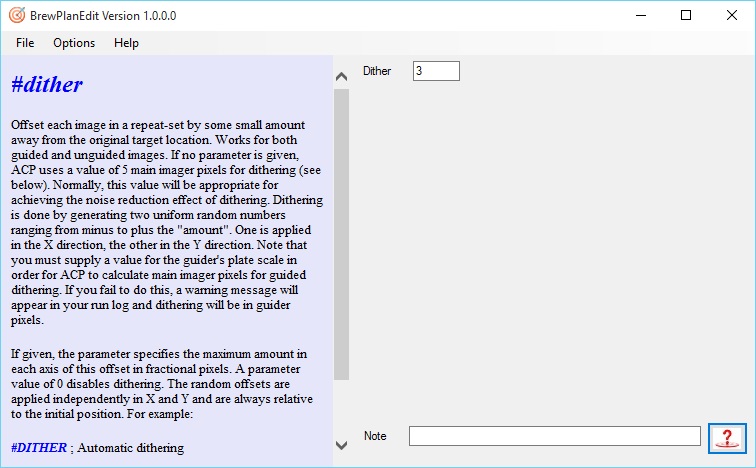 BrewPlanEdit Version 1.0.0.0
File Options Help
#dither
Offset each image in a repeat-set by some small amount
away from the original target location. Works for both
guided and unguided images. If no parameter is given,
ACP uses a value of 5 main imager pixels for dithering (see
below). Normally, this value will be appropriate for
achieving the noise reduction effect of dithering. Dithering
is done by generating two uniform random numbers
ranging from minus to plus the "amount". One is applied
in the X direction, the other in the Y direction. Note that
you must supply a value for the guider's plate scale in
order for ACP to calculate main imager pixels for guided
dithering. If you fail to do this, a warning message will
appear in your run log and dithering will be in guider
pixels.
If given, the parameter specifies the maximum amount in
each axis of this offset in fractional pixels. A parameter
value of 0 disables dithering. The random offsets are
applied independently in X and Y and are always relative
to the initial position. For example:
#DITHER ; Automatic dithering
Dither 3
Note
?